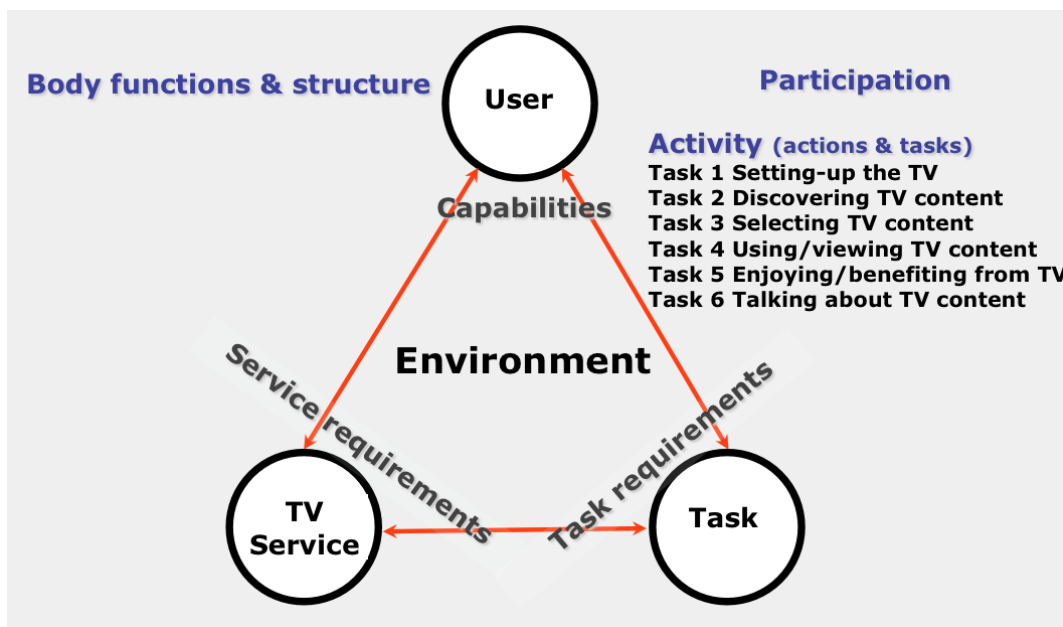 User
Body functions & structure
Participation
Activity (actions & tasks)
Task 1 Setting-up the TV
Task 2 Discovering TV content
Task 3 Selecting TV content
Task 4 Using/viewing TV content
Task 5 Enjoying/benefiting from TV
Task 6 Talking about TV content
Capabilities
Environment
Service requirements
Task requirements
TV
Service
Task